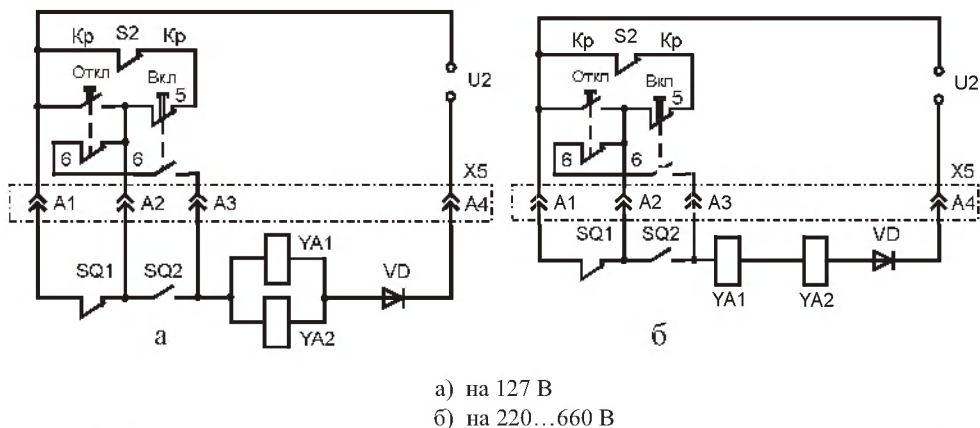 Кр S2 Кр
Откл Вкл
5
U2
6 6
X5
A1 A2 A3 A4
SQ1 SQ2 YA1 VD
YA2
а
Кр S2 Кр
Откл Вкл
5
U2
6 6
X5
A1 A2 A3 A4
SQ1 SQ2 VD
YA1 YA2
б
а) на 127 В
б) на 220...660 В